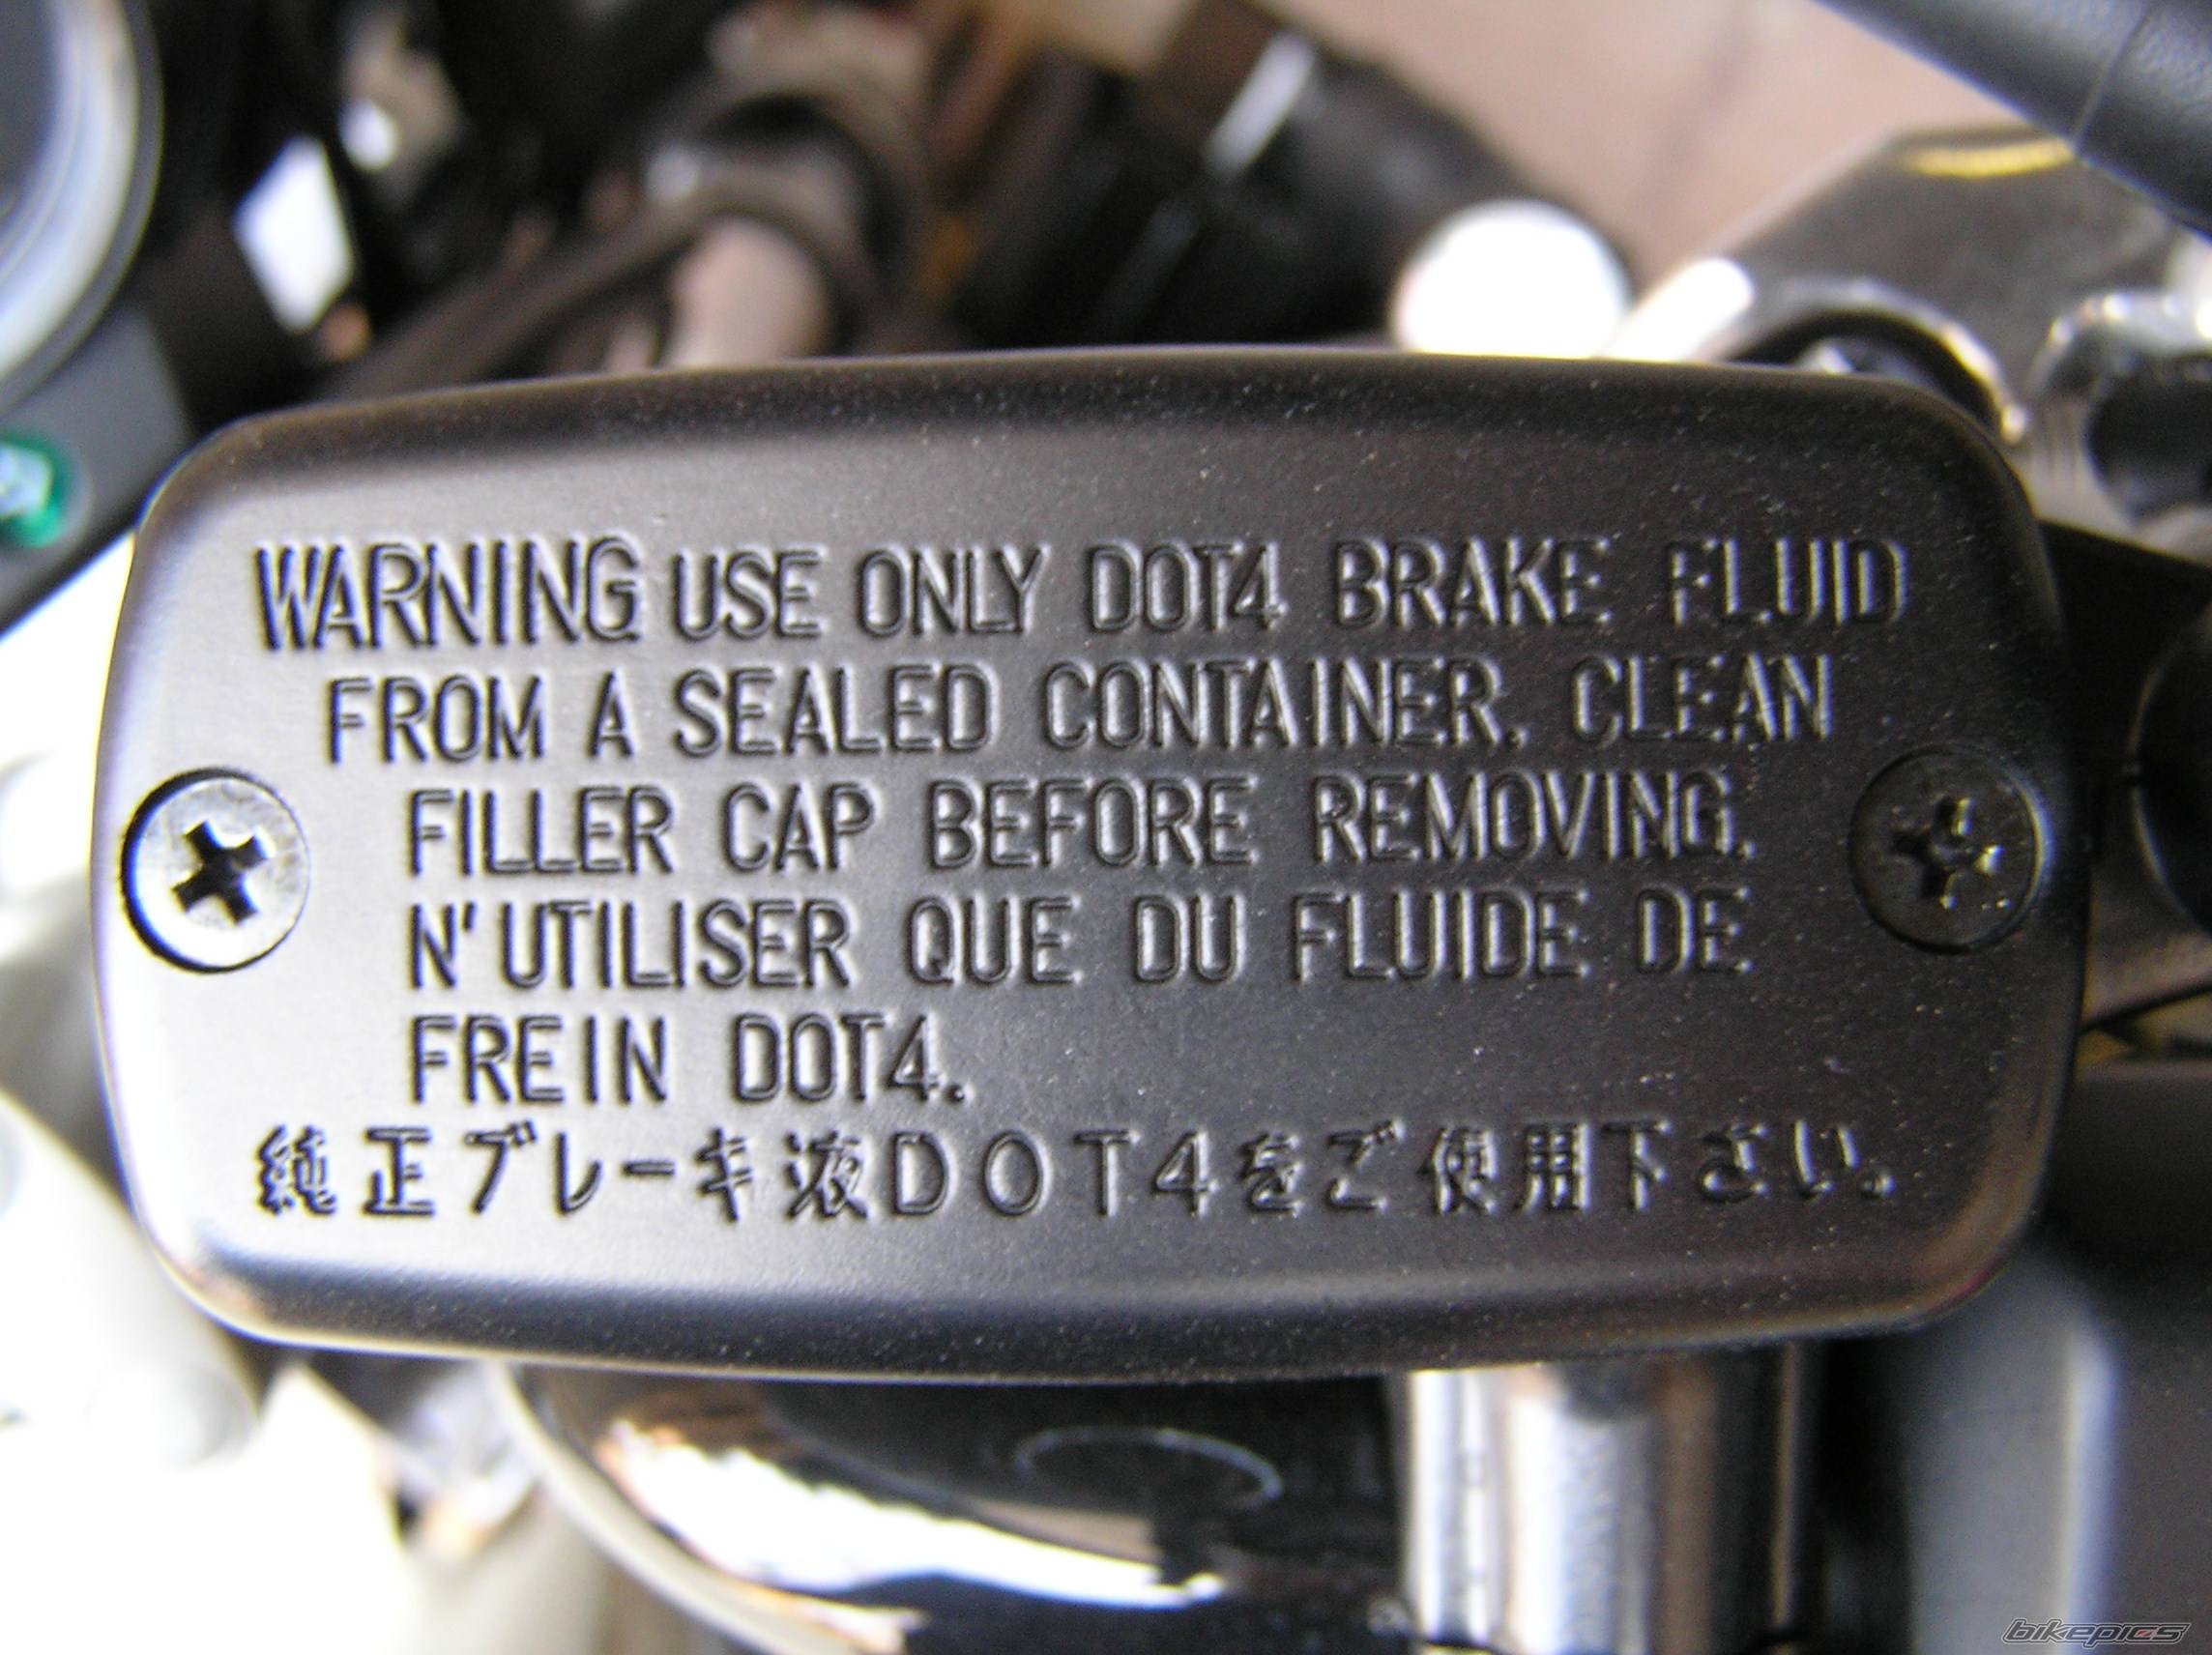 WARNING USE ONLY DOT4 BRAKE FLUID
FROM A SEALED CONTAINER. CLEAN
FILLER CAP BEFORE REMOVING.
N'UTILISER QUE DU FLUIDE DE
FREIN DOT4.
純正ブレーキ液DOT4をご使用下さい。
bikepics